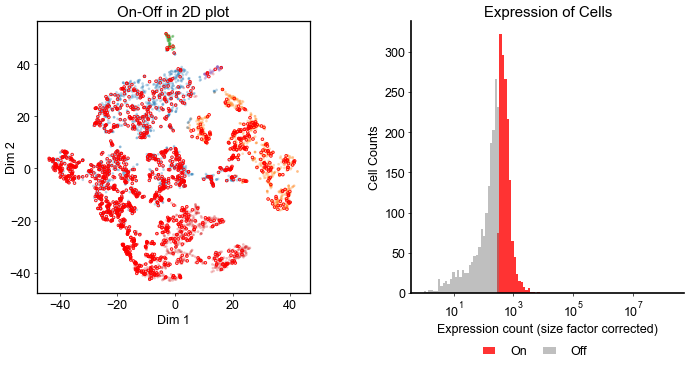 On-Off in 2D plot
Dim 2
40
20
0
−20
−40
−40 −20 0 20 40
Dim 1
Expression of Cells
Cell Counts
300
250
200
150
100
50
0
10^1 10^3 10^5 10^7
Expression count (size factor corrected)
On Off